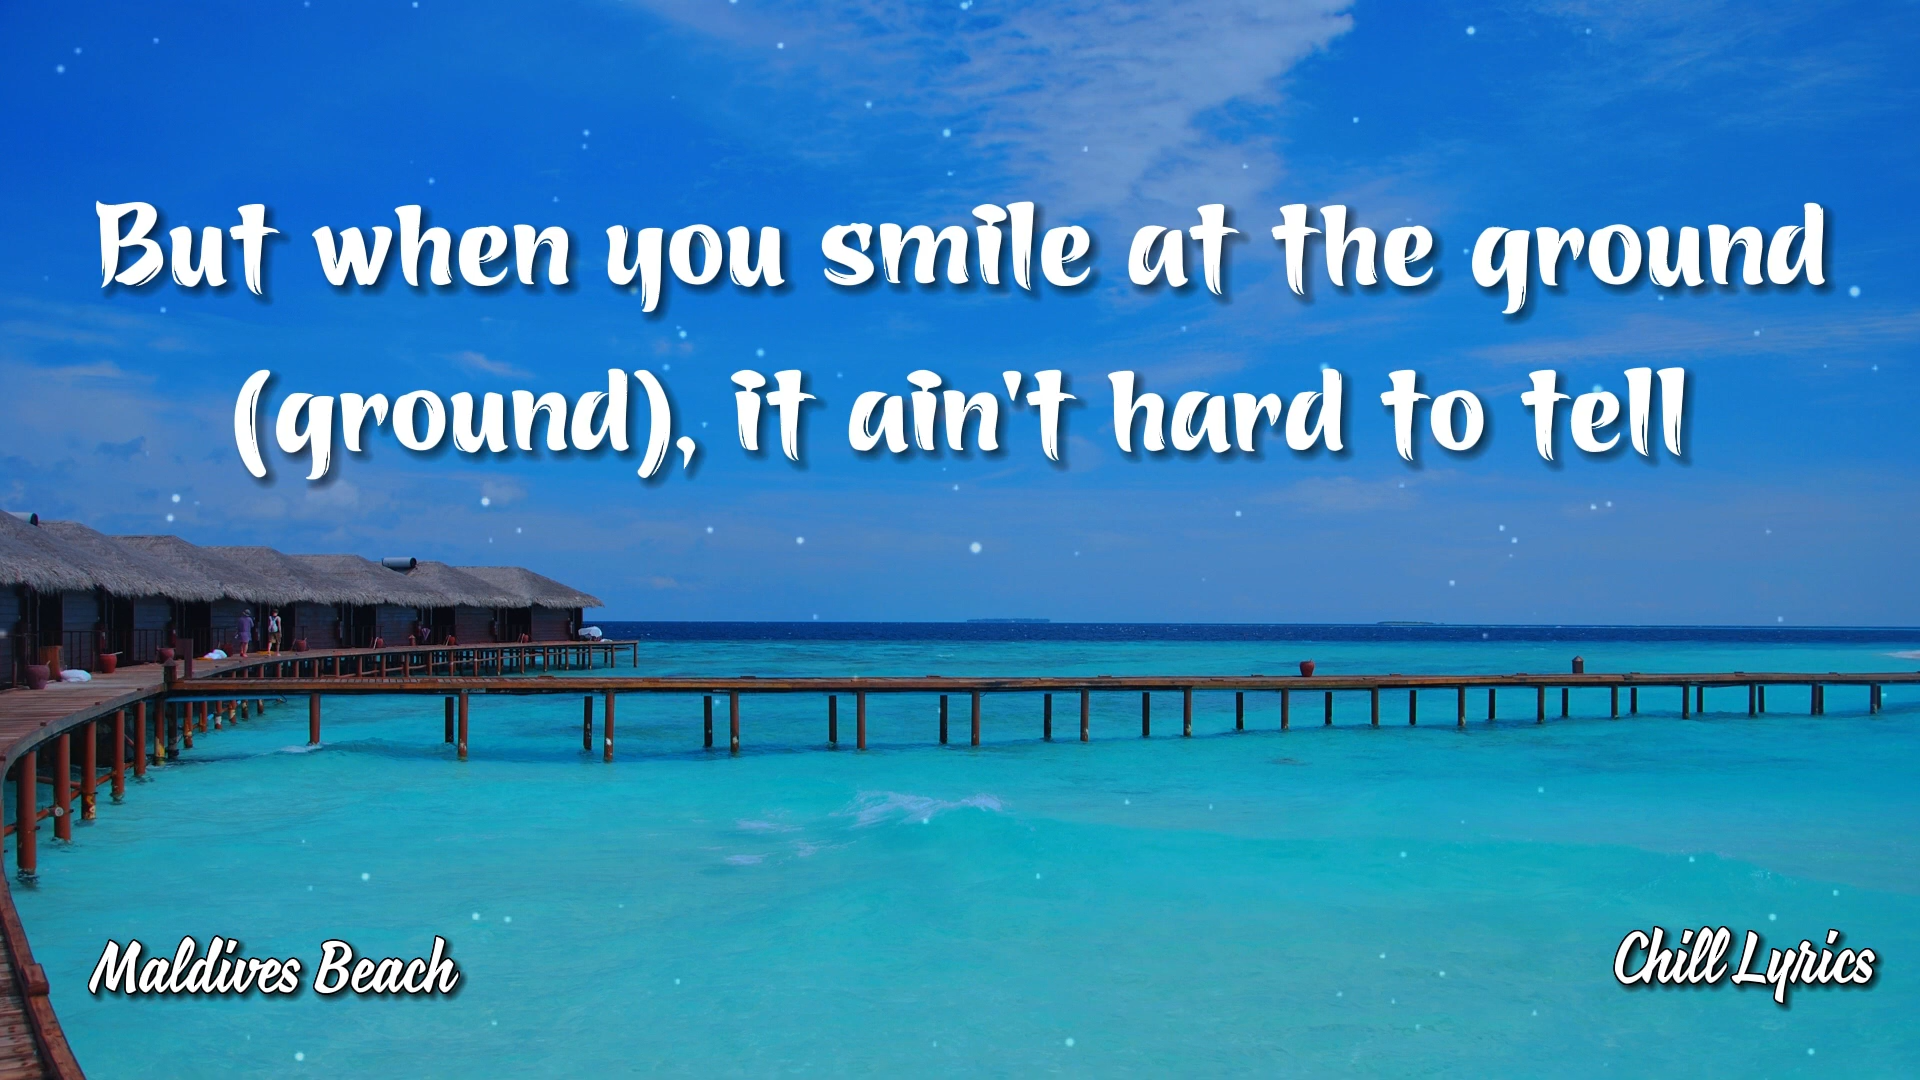 But when you smile at the ground
(ground), it ain't hard to tell
Maldives Beach
Chill Lyrics